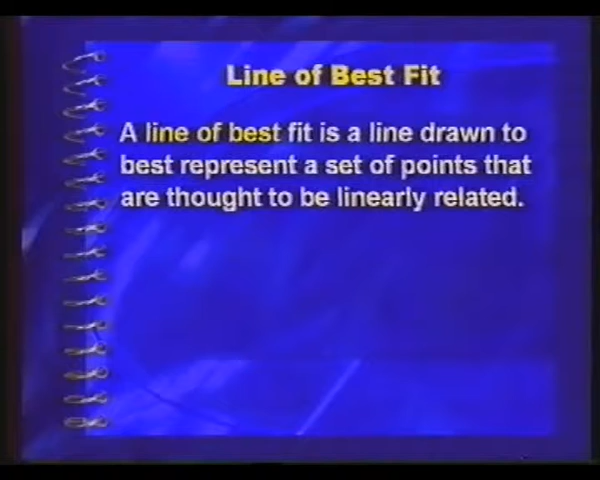 Line of Best Fit
A line of best fit is a line drawn to
best represent a set of points that
are thought to be linearly related.